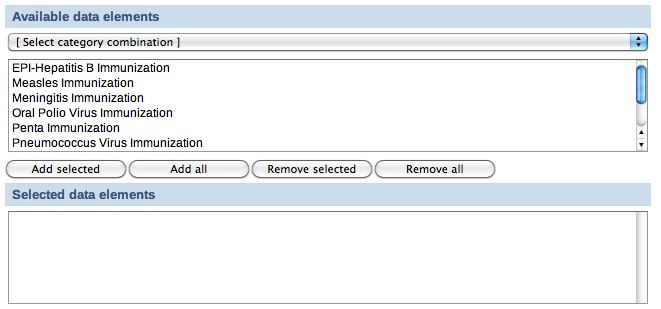 Available data elements
[ Select category combination ]
EPI-Hepatitis B Immunization
Measles Immunization
Meningitis Immunization
Oral Polio Virus Immunization
Penta Immunization
Pneumococcus Virus Immunization
Add selected Add all Remove selected Remove all
Selected data elements